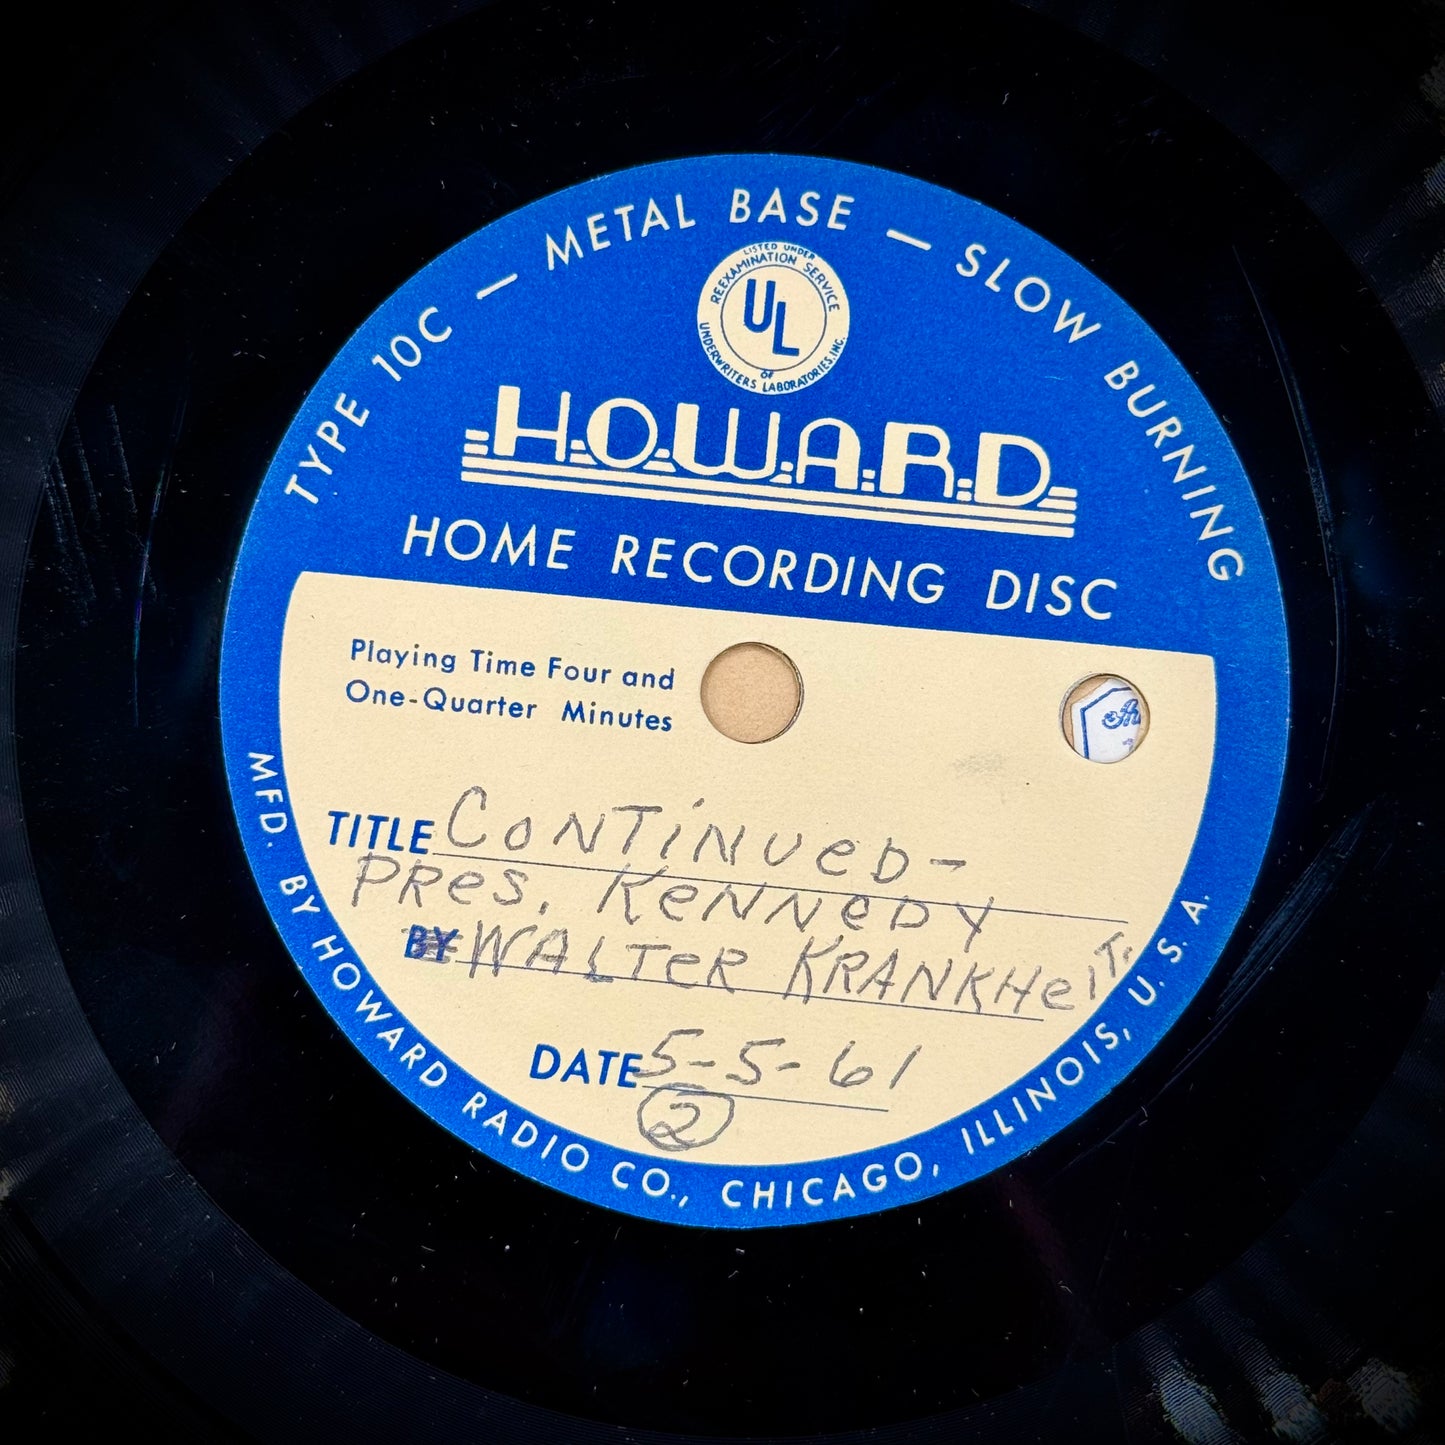 TYPE 10C — METAL BASE — SLOW BURNING
LISTED UNDER
REEXAMINATION SERVICE
UL
OF
UNDERWRITERS LABORATORIES, INC.
HOWARD
HOME RECORDING DISC
Playing Time Four and
One-Quarter Minutes
TITLE CONTINUED-
PRES. KENNEDY
BY WALTER KRANKHEIT.
DATE 5-5-61
2
MFD. BY HOWARD RADIO CO., CHICAGO, ILLINOIS, U. S. A.